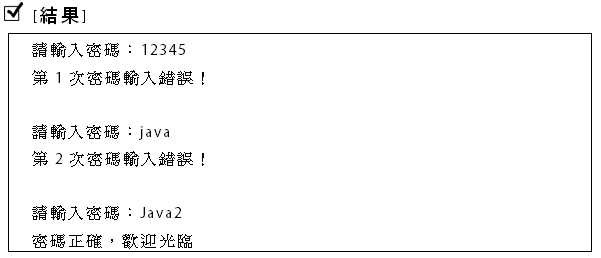 [結果]
請輸入密碼：12345
第 1 次密碼輸入錯誤！
請輸入密碼：java
第 2 次密碼輸入錯誤！
請輸入密碼：Java2
密碼正確，歡迎光臨